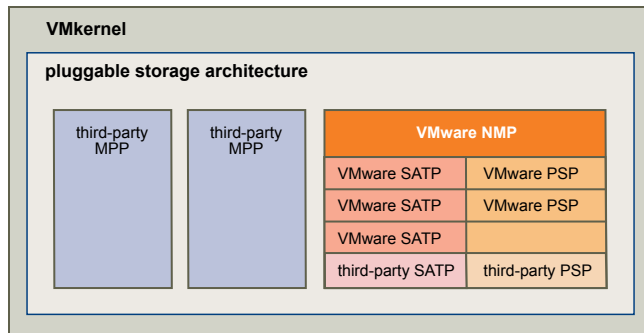 VMkernel
pluggable storage architecture
third-party
MPP
third-party
MPP
VMware NMP
VMware SATP
VMware PSP
VMware SATP
VMware PSP
VMware SATP
third-party SATP
third-party PSP